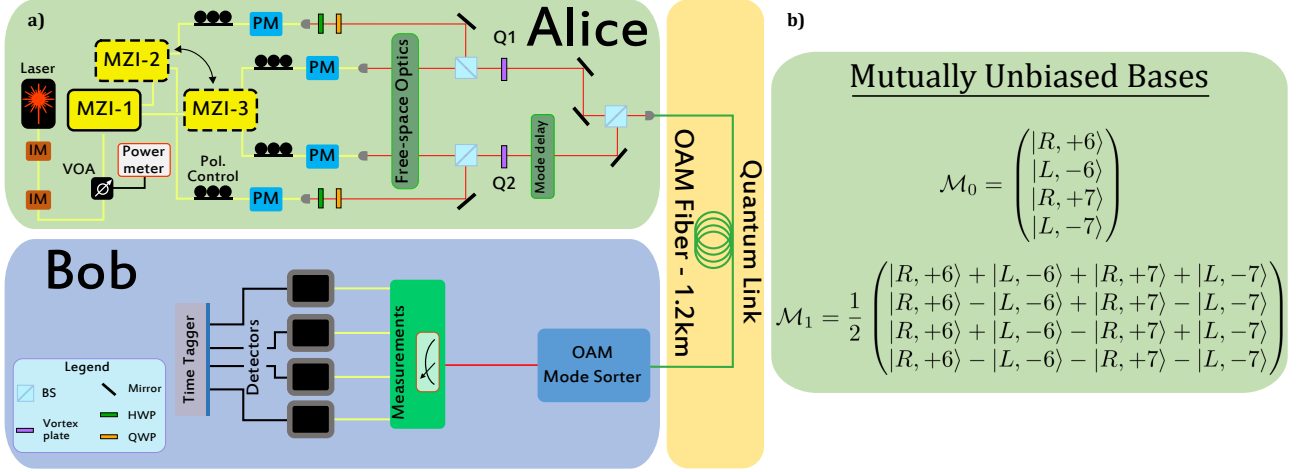 a)
Alice
Laser
IM
IM
VOA
Power
meter
MZI-1
MZI-2
MZI-3
Pol.
Control
PM
PM
PM
PM
Free-space Optics
Q1
Q2
Mode delay
OAM Fiber - 1.2km
Quantum Link
Bob
Time Tagger
Detectors
Measurements
OAM
Mode Sorter
Legend
BS
Mirror
Vortex
plate
HWP
QWP
b)
Mutually Unbiased Bases
M₀ = (|R, +6⟩
|L, −6⟩
|R, +7⟩
|L, −7⟩)
M₁ = 1/2 (|R, +6⟩ + |L, −6⟩ + |R, +7⟩ + |L, −7⟩
|R, +6⟩ − |L, −6⟩ + |R, +7⟩ − |L, −7⟩
|R, +6⟩ + |L, −6⟩ − |R, +7⟩ + |L, −7⟩
|R, +6⟩ − |L, −6⟩ − |R, +7⟩ − |L, −7⟩)